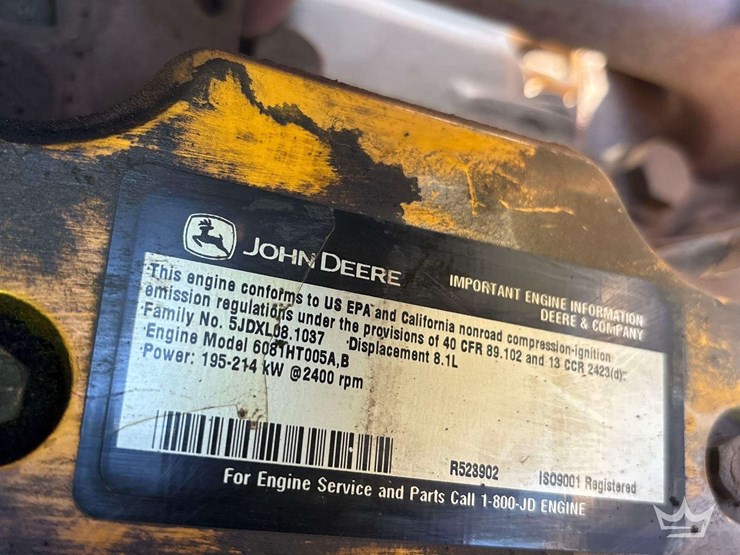 JOHN DEERE
IMPORTANT ENGINE INFORMATION
DEERE & COMPANY
This engine conforms to US EPA and California nonroad compression-ignition
emission regulations under the provisions of 40 CFR 89.102 and 13 CCR 2423(d):
·Family No. 5JDXL08.1037 ·Displacement 8.1L
·Engine Model 6081HT005A,B
·Power: 195-214 kW @2400 rpm
R523902 ISO9001 Registered
For Engine Service and Parts Call 1-800-JD ENGINE